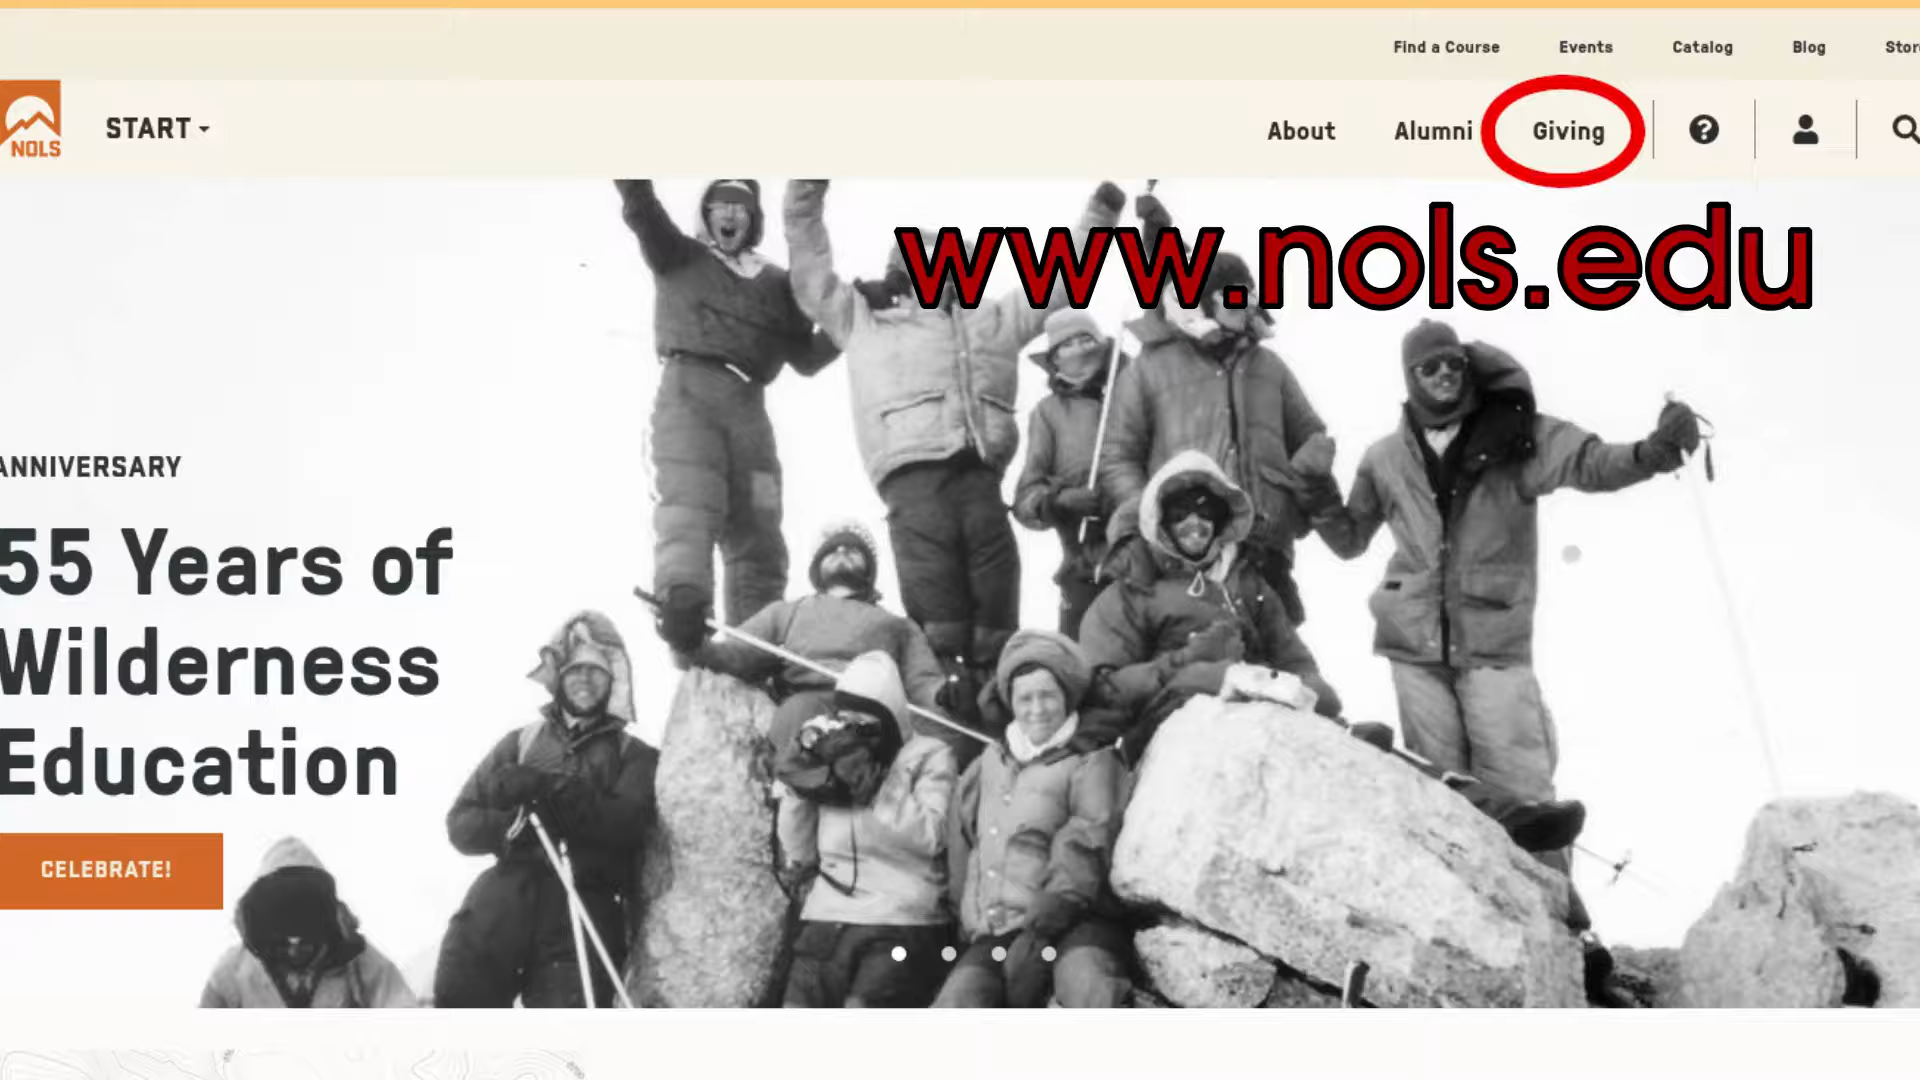 Find a Course Events Catalog Blog Store
NOLS
START
About Alumni Giving
www.nols.edu
ANNIVERSARY
55 Years of
Wilderness
Education
CELEBRATE!